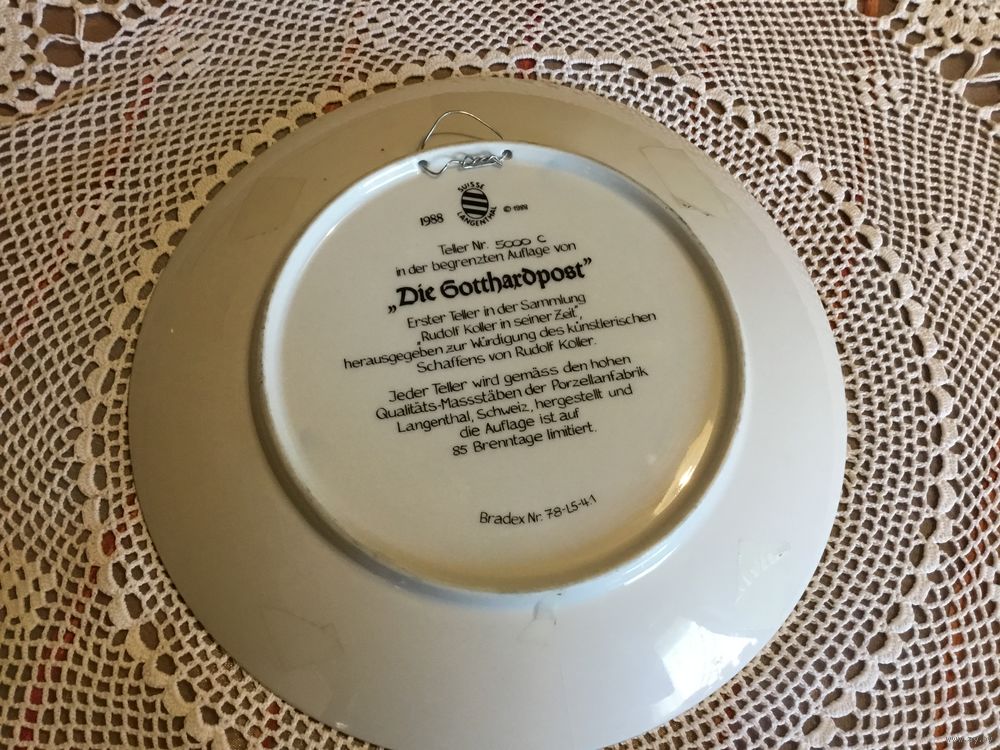 SUISSE
LANGENTHAL
1988
© 1988
Teller Nr. 5000 C
in der begrenzten Auflage von
„Die Gotthardpost”
Erster Teller in der Sammlung
„Rudolf Koller in seiner Zeit”,
herausgegeben zur Würdigung des künstlerischen
Schaffens von Rudolf Koller.
Jeder Teller wird gemäss den hohen
Qualitäts-Massstäben der Porzellanfabrik
Langenthal, Schweiz, hergestellt und
die Auflage ist auf
85 Brenntage limitiert.
Bradex Nr. 78-L5-4.1